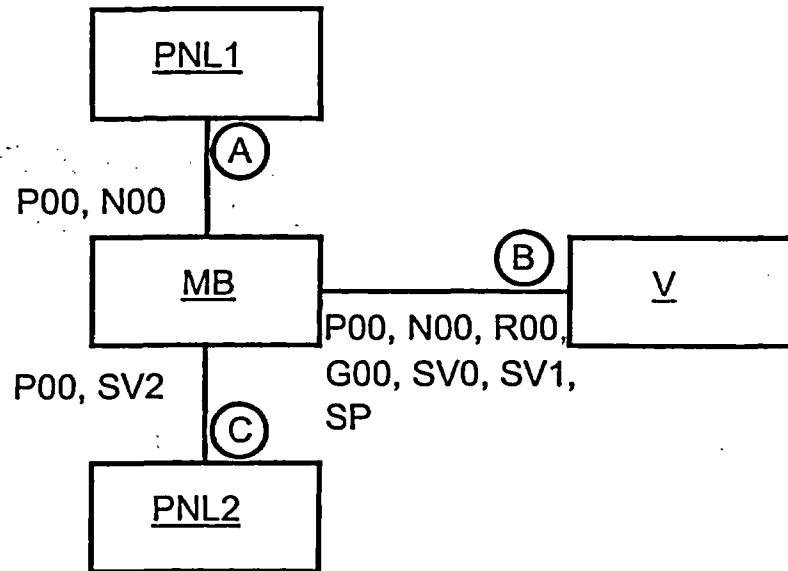 PNL1
A
P00, N00
B
MB
V
P00, N00, R00,
G00, SV0, SV1,
SP
P00, SV2
C
PNL2